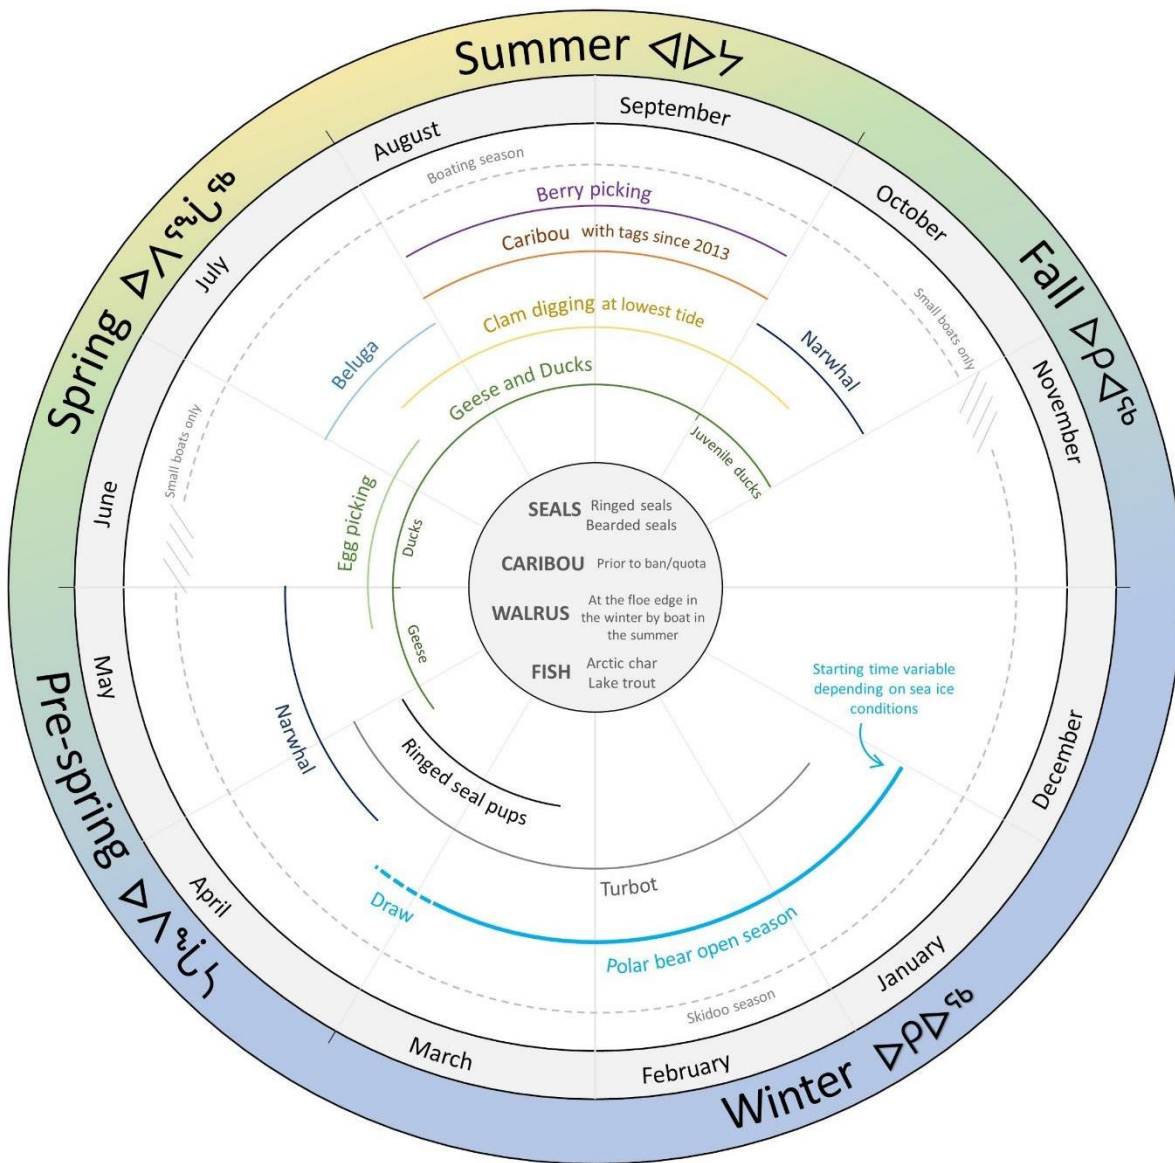 Summer ᐊᐅᔭ
September
October
Fall ᐅᑭᐊᖅ
November
December
January
Winter ᐅᑭᐅᖅ
February
March
April
Pre-spring ᐅᐱᕐᖔᔭ
May
June
Spring ᐅᐱᕐᖔᖅ
July
August
Boating season
Berry picking
Caribou with tags since 2013
Clam digging at lowest tide
Geese and Ducks
Beluga
Narwhal
Small boats only
Juvenile ducks
Small boats only
Egg picking
Ducks
Geese
SEALS Ringed seals
Bearded seals
CARIBOU Prior to ban/quota
WALRUS At the floe edge in
the winter by boat in
the summer
FISH Arctic char
Lake trout
Starting time variable
depending on sea ice
conditions
Narwhal
Ringed seal pups
Turbot
Draw
Polar bear open season
Skidoo season